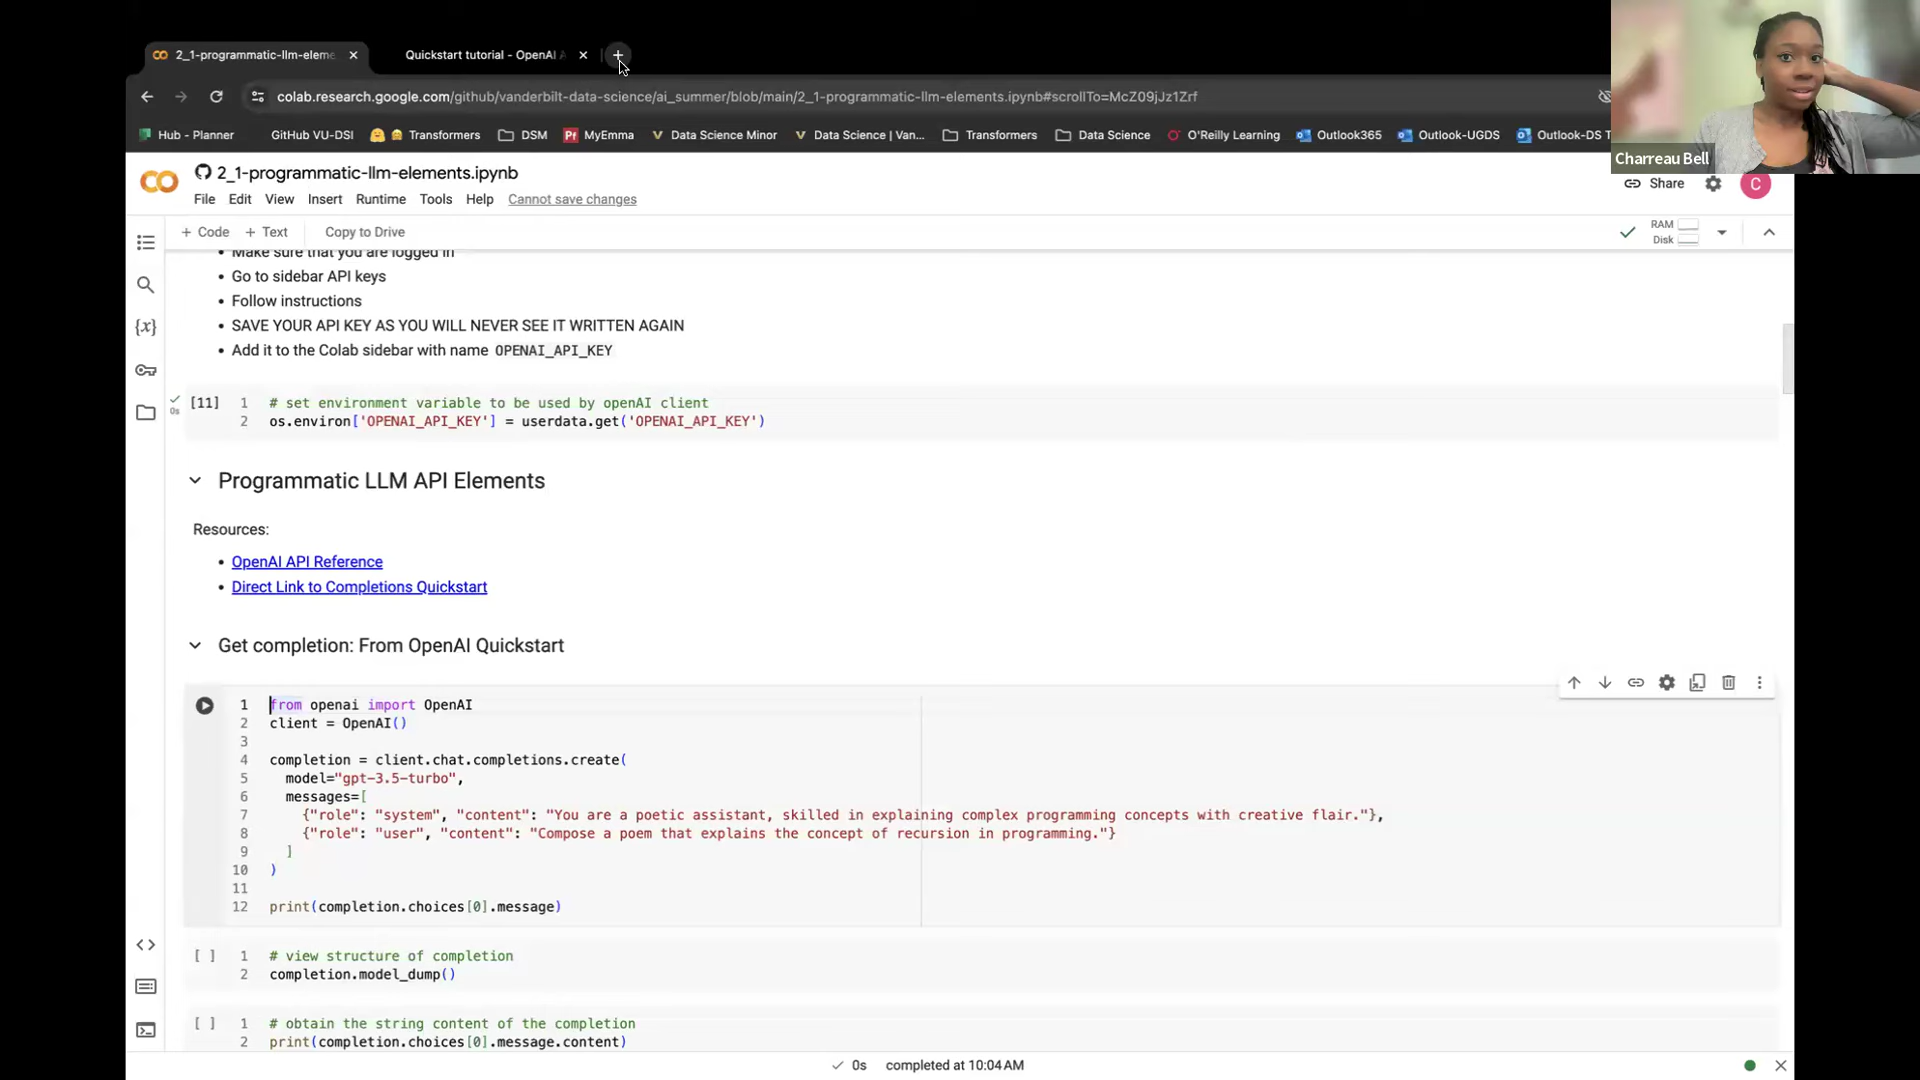 2_1-programmatic-llm-eleme
Quickstart tutorial - OpenAI A
colab.research.google.com/github/vanderbilt-data-science/ai_summer/blob/main/2_1-programmatic-llm-elements.ipynb#scrollTo=McZ09jJz1Zrf
Hub - Planner GitHub VU-DSI Transformers DSM MyEmma Data Science Minor Data Science | Van... Transformers Data Science O'Reilly Learning Outlook365 Outlook-UGDS Outlook-DS T
Charreau Bell
2_1-programmatic-llm-elements.ipynb
Share
C
File Edit View Insert Runtime Tools Help Cannot save changes
+ Code + Text Copy to Drive
RAM
Disk
• Make sure that you are logged in
• Go to sidebar API keys
• Follow instructions
• SAVE YOUR API KEY AS YOU WILL NEVER SEE IT WRITTEN AGAIN
• Add it to the Colab sidebar with name OPENAI_API_KEY
[11] 1 # set environment variable to be used by openAI client
0s
2 os.environ['OPENAI_API_KEY'] = userdata.get('OPENAI_API_KEY')
Programmatic LLM API Elements
Resources:
• OpenAI API Reference
• Direct Link to Completions Quickstart
Get completion: From OpenAI Quickstart
1 from openai import OpenAI
2 client = OpenAI()
3
4 completion = client.chat.completions.create(
5 model="gpt-3.5-turbo",
6 messages=[
7 {"role": "system", "content": "You are a poetic assistant, skilled in explaining complex programming concepts with creative flair."},
8 {"role": "user", "content": "Compose a poem that explains the concept of recursion in programming."}
9 ]
10 )
11
12 print(completion.choices[0].message)
[ ] 1 # view structure of completion
2 completion.model_dump()
[ ] 1 # obtain the string content of the completion
2 print(completion.choices[0].message.content)
0s completed at 10:04 AM